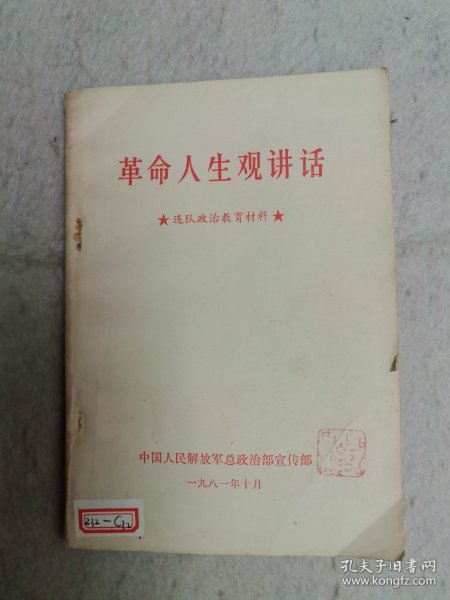 革命人生观讲话
★连队政治教育材料★
中国人民解放军总政治部宣传部
一九八一年十月
232-C32
孔夫子旧书网
www.kongfz.com